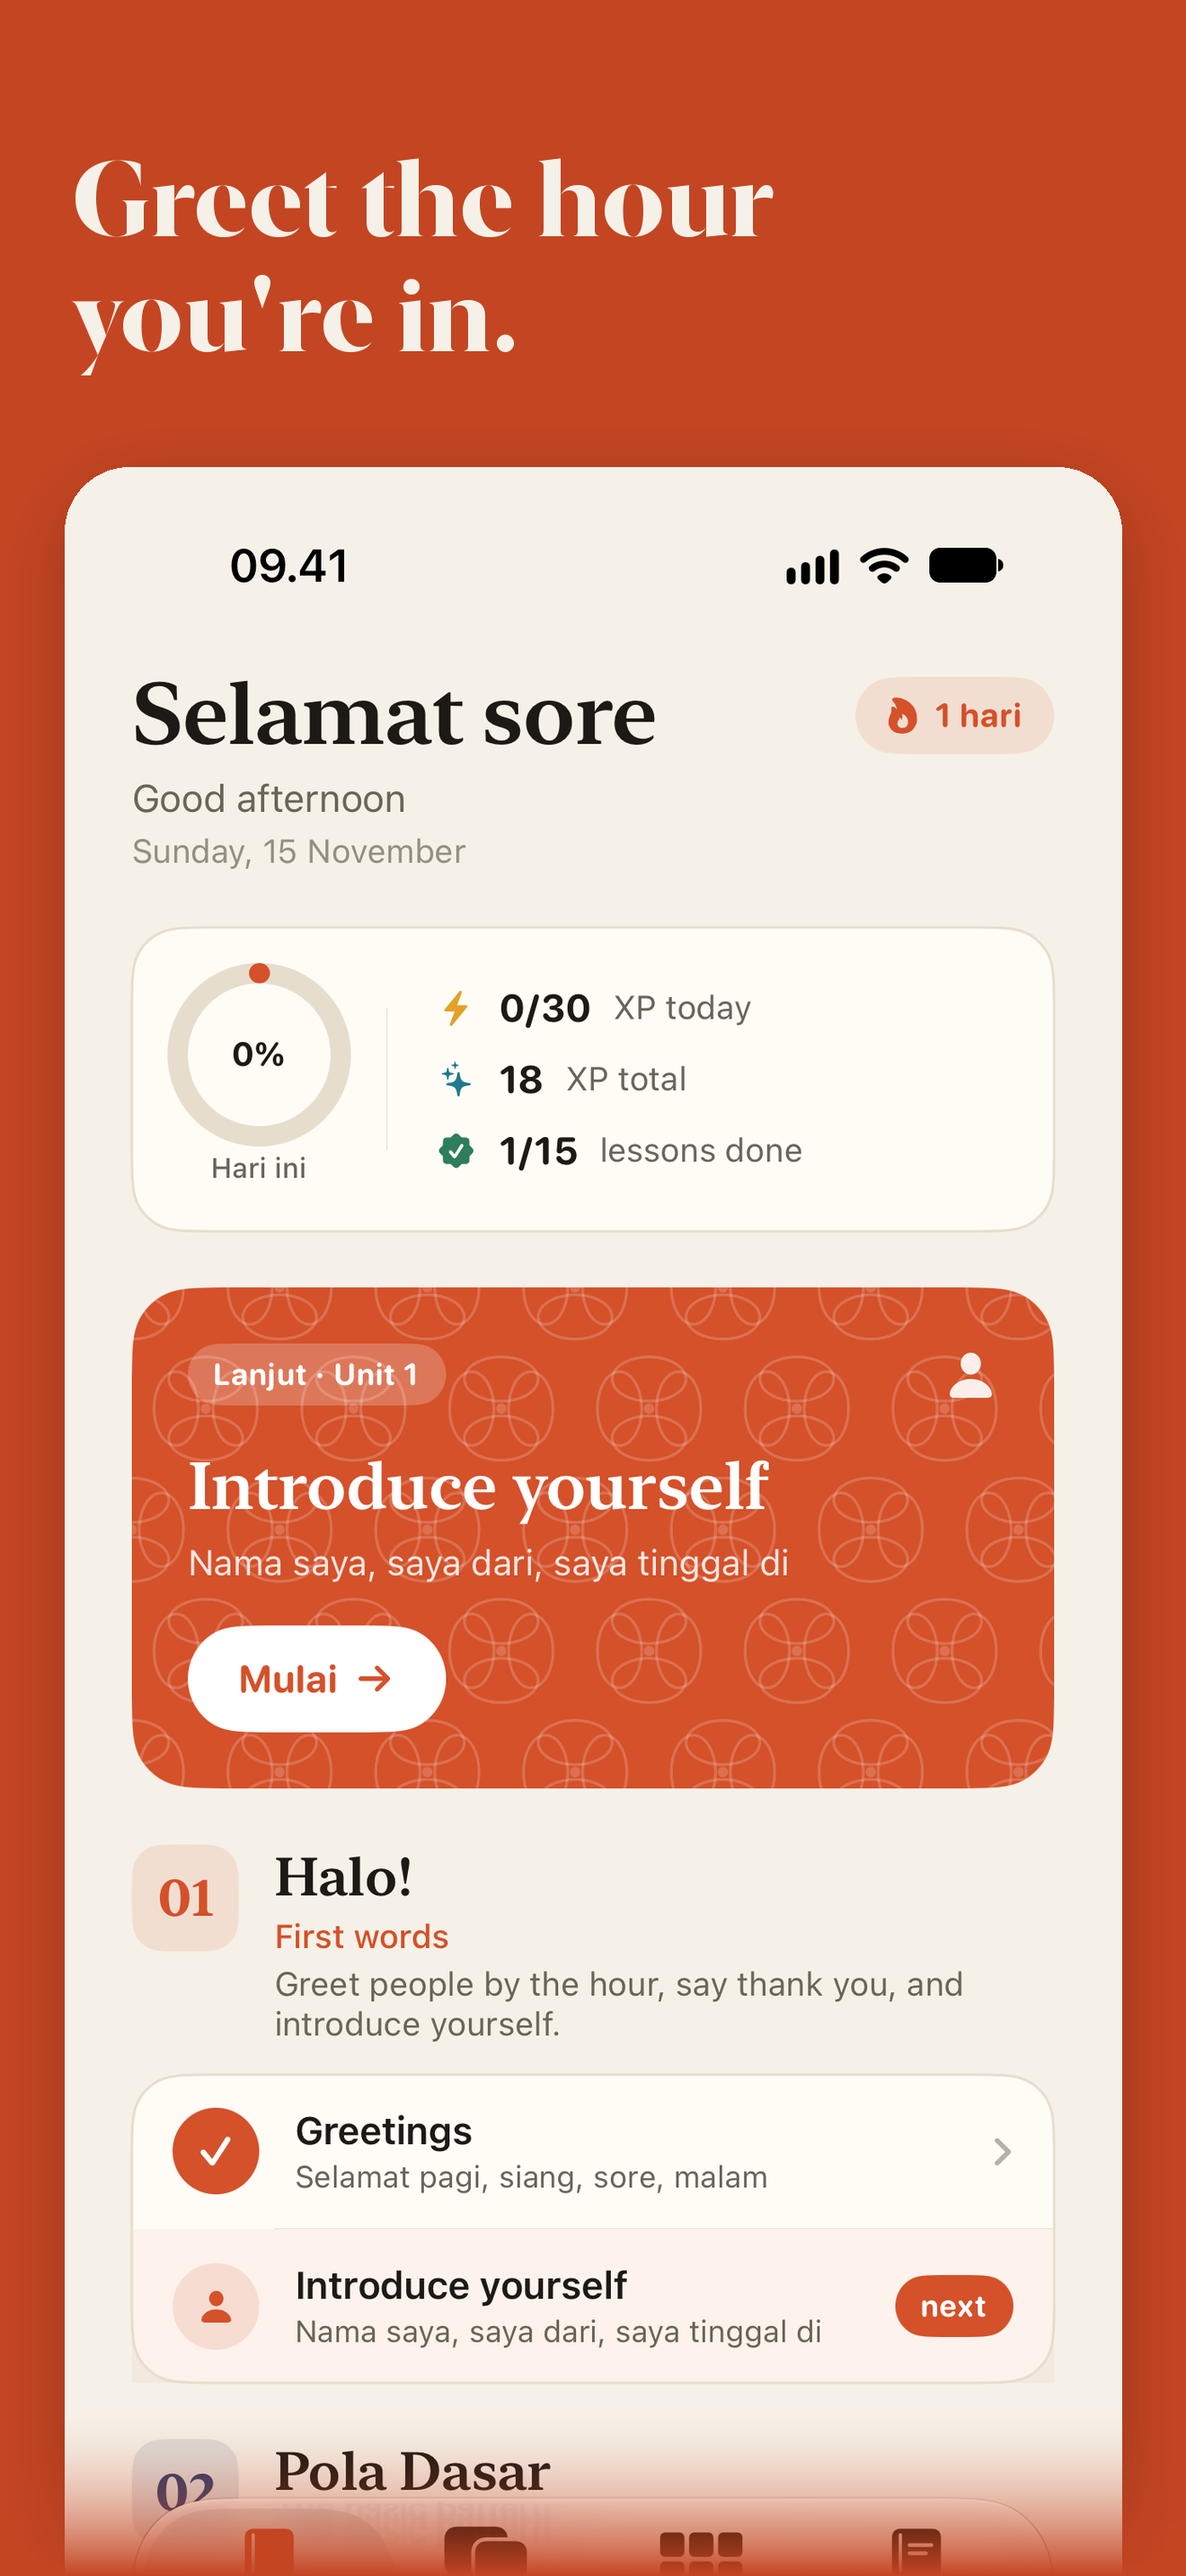 Greet the hour
you're in.
09.41
Selamat sore
1 hari
Good afternoon
Sunday, 15 November
0%
Hari ini
0/30 XP today
18 XP total
1/15 lessons done
Lanjut · Unit 1
Introduce yourself
Nama saya, saya dari, saya tinggal di
Mulai →
01
Halo!
First words
Greet people by the hour, say thank you, and
introduce yourself.
Greetings
Selamat pagi, siang, sore, malam
Introduce yourself
Nama saya, saya dari, saya tinggal di
next
02
Pola Dasar